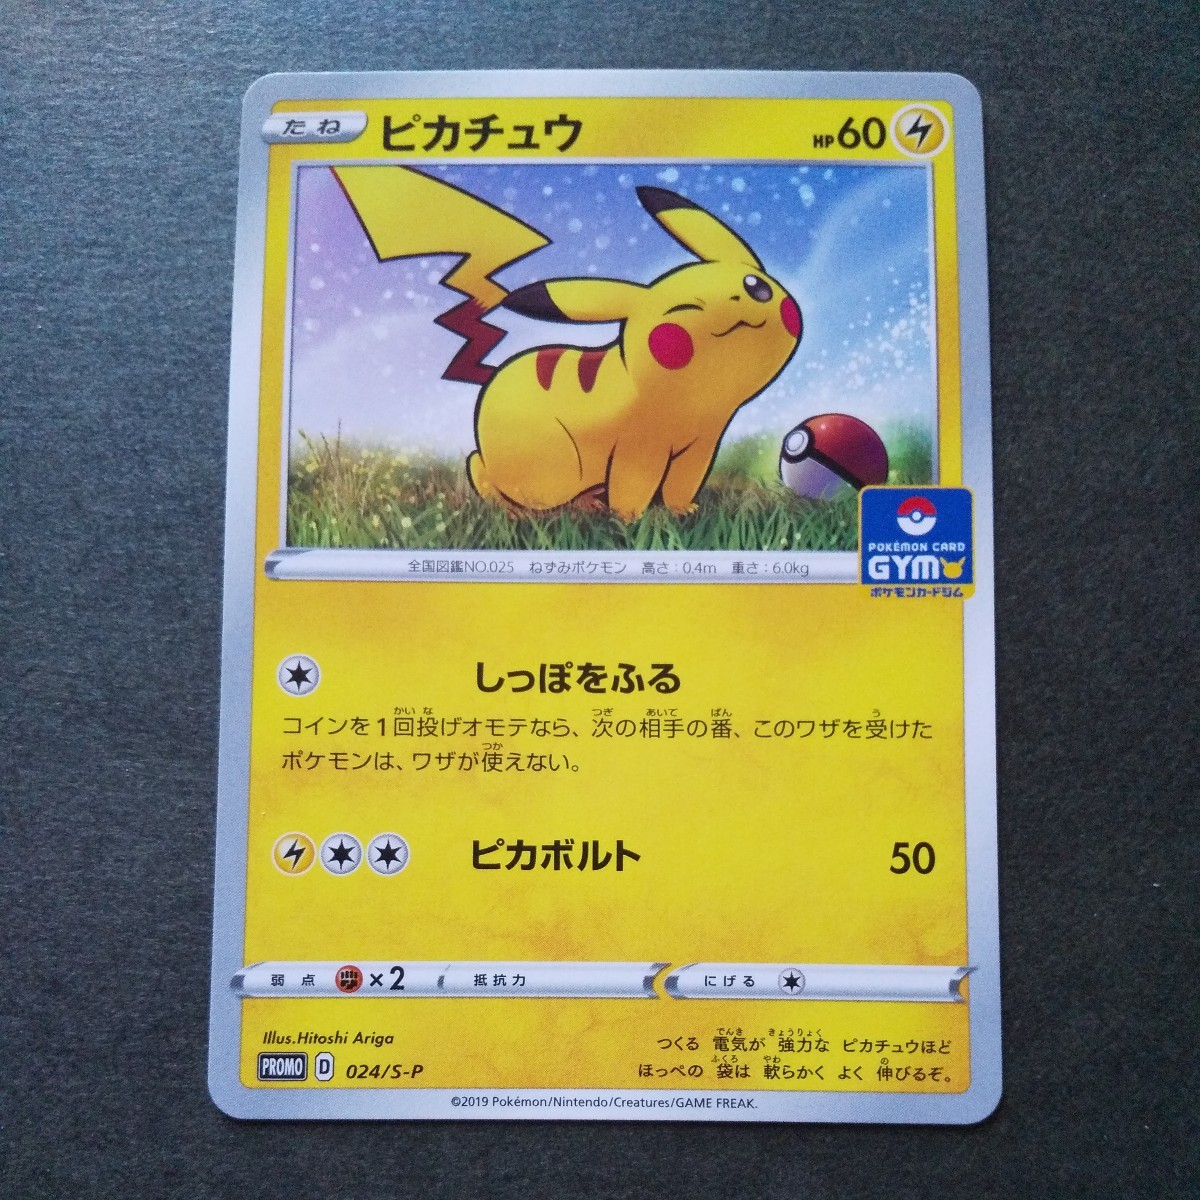 たね ピカチュウ HP60
全国図鑑NO.025 ねずみポケモン 高さ:0.4m 重さ:6.0kg
POKÉMON CARD
GYM
ポケモンカードジム
しっぽをふる
コインを1回投げオモテなら、次の相手の番、このワザを受けた
ポケモンは、ワザが使えない。
ピカボルト 50
弱点 ×2 抵抗力 にげる
Illus.Hitoshi Ariga
PROMO D 024/S-P
つくる 電気が 強力な ピカチュウほど
ほっぺの 袋は 軟らかく よく 伸びるぞ。
©2019 Pokémon/Nintendo/Creatures/GAME FREAK.